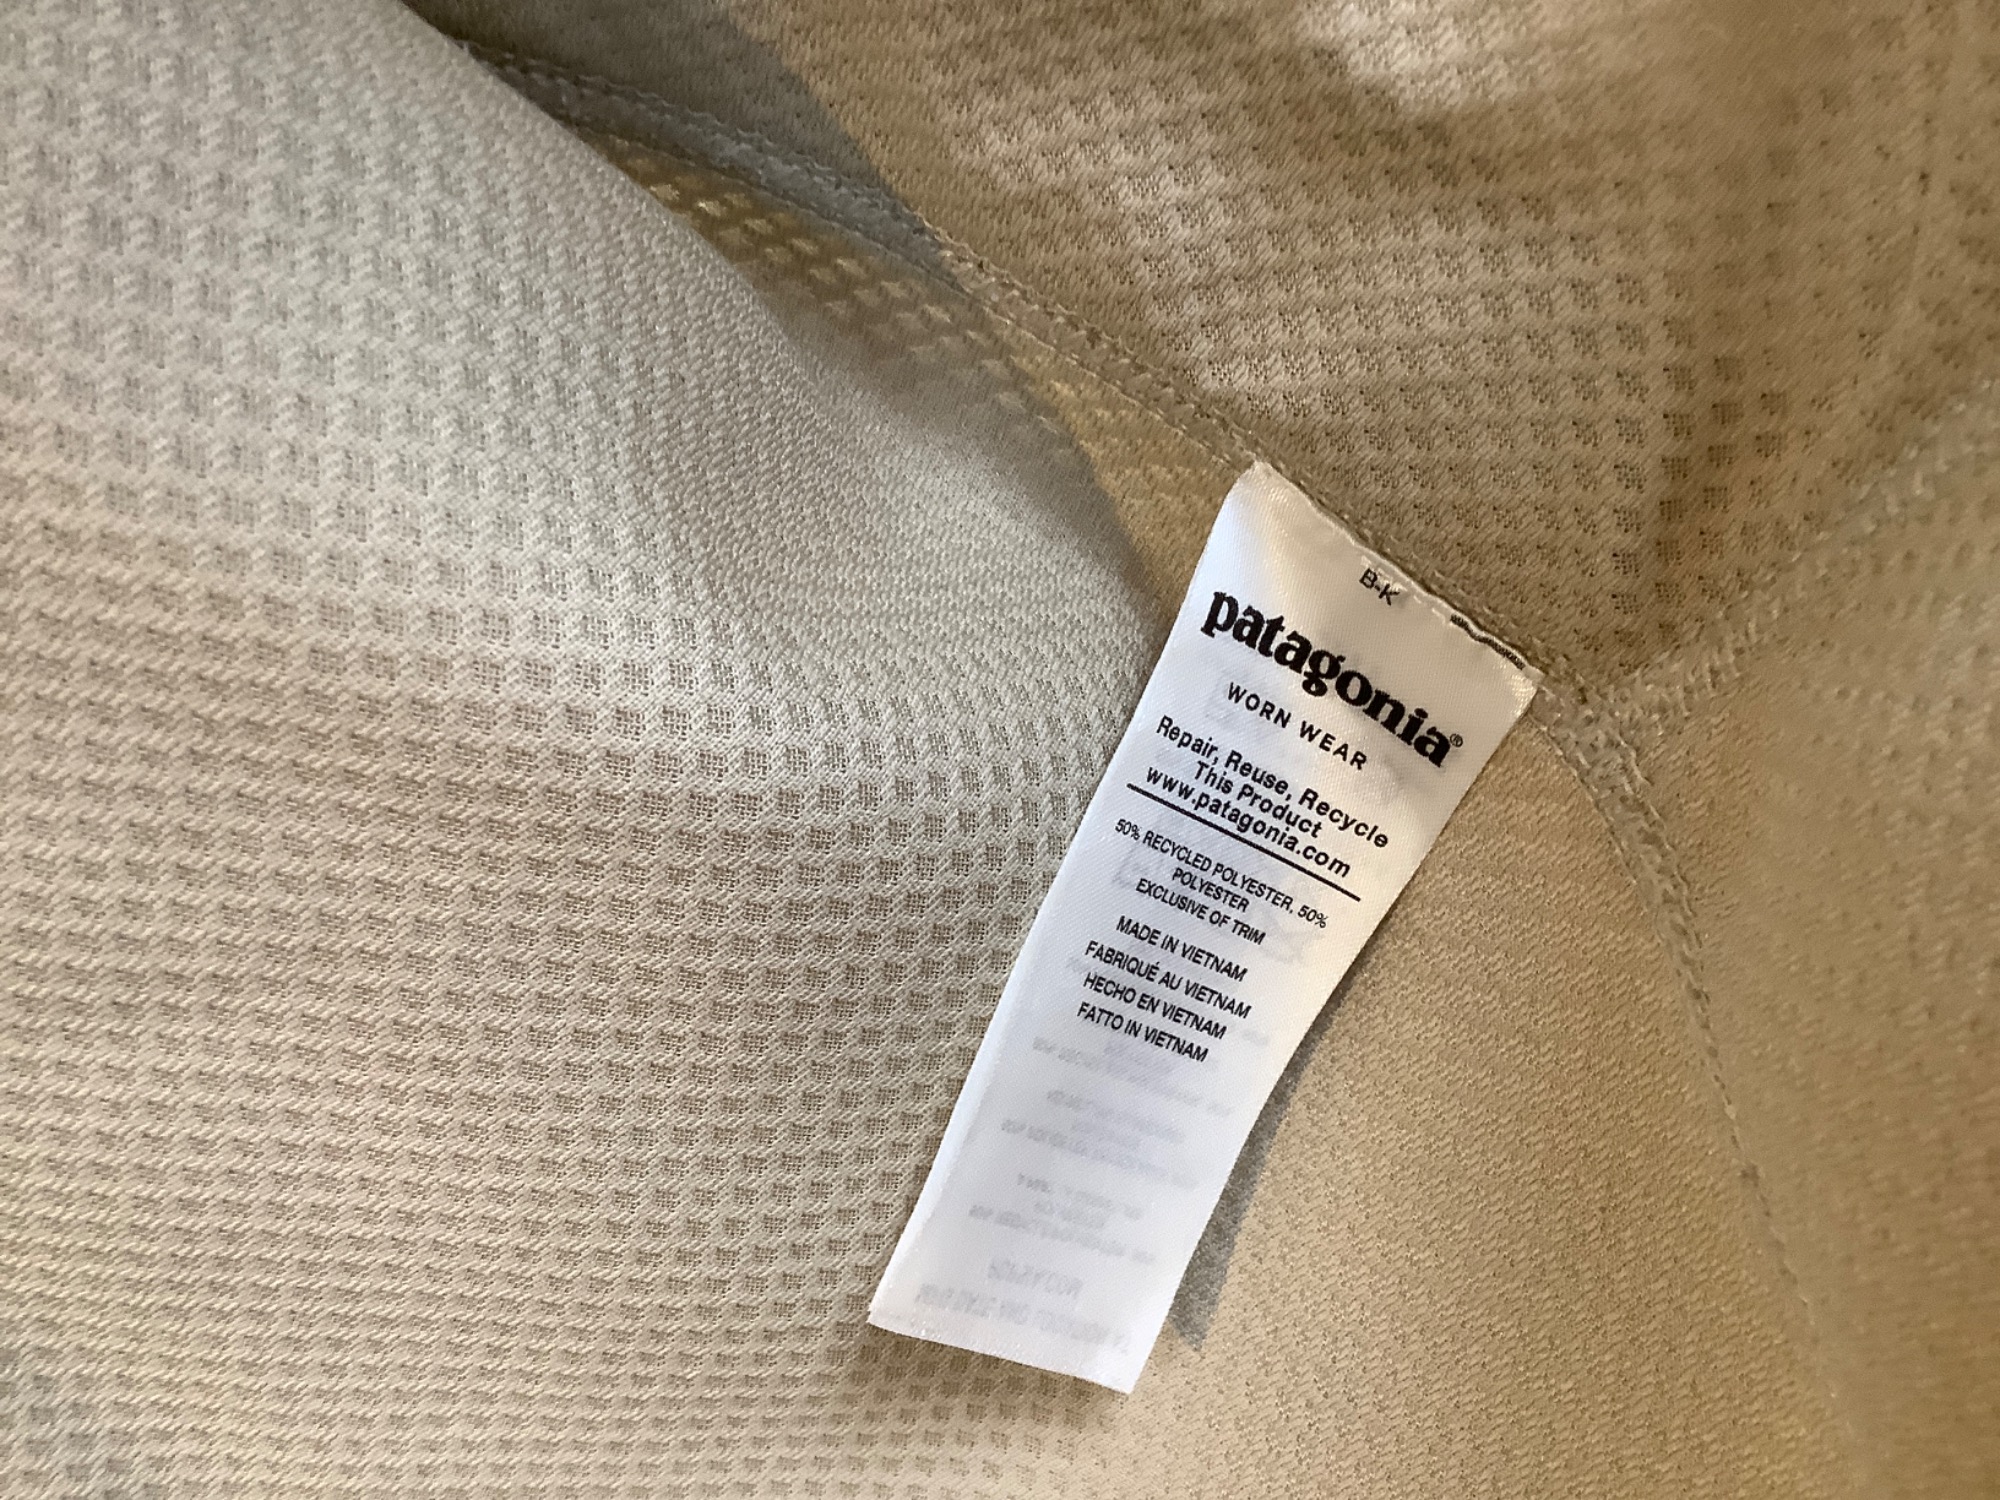 B-K
patagonia®
WORN WEAR
Repair, Reuse, Recycle
This Product
www.patagonia.com
50% RECYCLED POLYESTER, 50%
POLYESTER
EXCLUSIVE OF TRIM
MADE IN VIETNAM
FABRIQUÉ AU VIETNAM
HECHO EN VIETNAM
FATTO IN VIETNAM